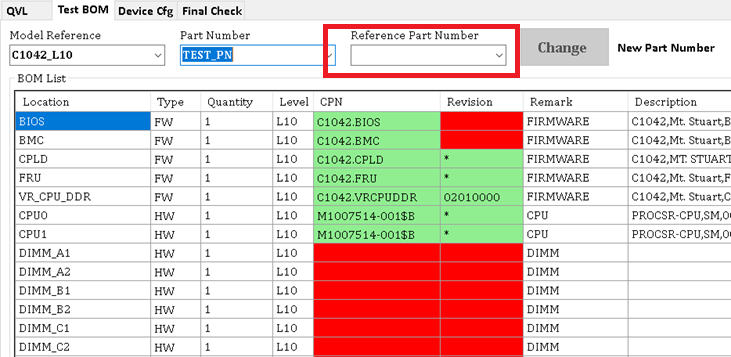 QVL Test BOM Device Cfg Final Check
Model Reference Part Number Reference Part Number
C1042_L10 TEST_PN Change New Part Number
BOM List
Location Type Quantity Level CPN Revision Remark Description
BIOS FW 1 L10 C1042.BIOS FIRMWARE C1042,Mt. Stuart,B
BMC FW 1 L10 C1042.BMC FIRMWARE C1042,Mt. Stuart,B
CPLD FW 1 L10 C1042.CPLD * FIRMWARE C1042,MT. STUART
FRU FW 1 L10 C1042.FRU * FIRMWARE C1042,Mt. Stuart,F
VR_CPU_DDR FW 1 L10 C1042.VRCPUDDR 02010000 FIRMWARE C1042,Mt. Stuart,C
CPU0 HW 1 L10 M1007514-001$B * CPU PROCSR-CPU,SM,0
CPU1 HW 1 L10 M1007514-001$B * CPU PROCSR-CPU,SM,0
DIMM_A1 HW 1 L10 DIMM
DIMM_A2 HW 1 L10 DIMM
DIMM_B1 HW 1 L10 DIMM
DIMM_B2 HW 1 L10 DIMM
DIMM_C1 HW 1 L10 DIMM
DIMM_C2 HW 1 L10 DIMM